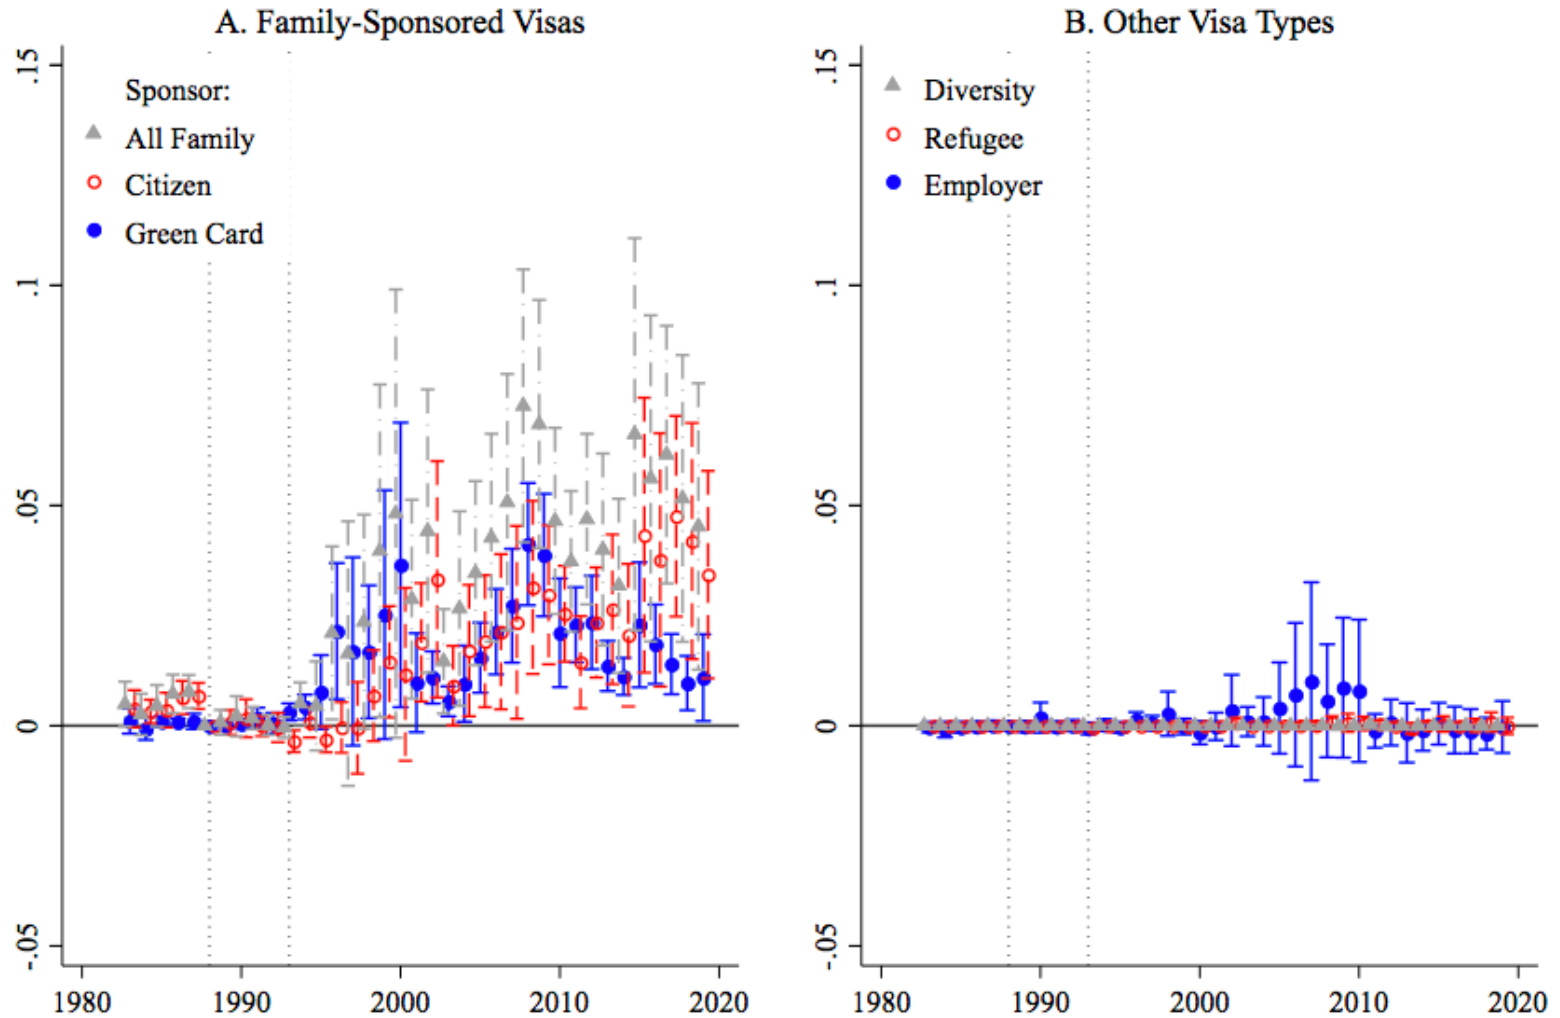 A. Family-Sponsored Visas
.15
.1
.05
0
-.05
Sponsor:
All Family
Citizen
Green Card
1980 1990 2000 2010 2020
B. Other Visa Types
.15
.1
.05
0
-.05
Diversity
Refugee
Employer
1980 1990 2000 2010 2020